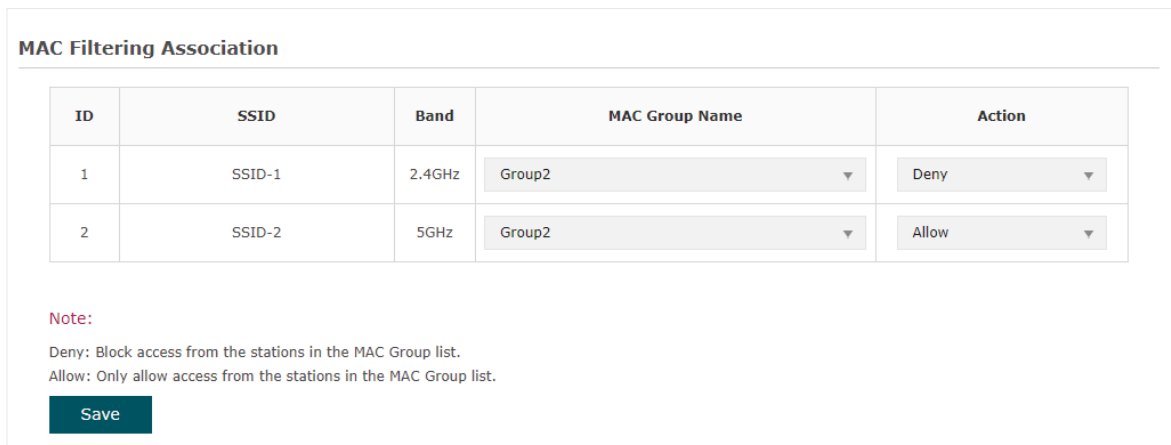 MAC Filtering Association
ID SSID Band MAC Group Name Action
1 SSID-1 2.4GHz Group2 Deny
2 SSID-2 5GHz Group2 Allow
Note:
Deny: Block access from the stations in the MAC Group list.
Allow: Only allow access from the stations in the MAC Group list.
Save